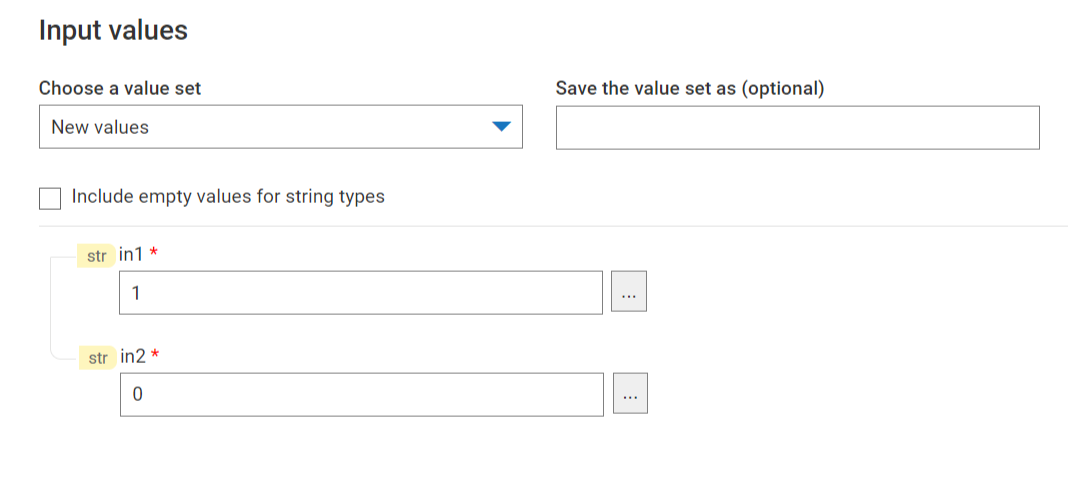 Input values
Choose a value set
Save the value set as (optional)
New values
Include empty values for string types
str in1 *
1
...
str in2 *
0
...